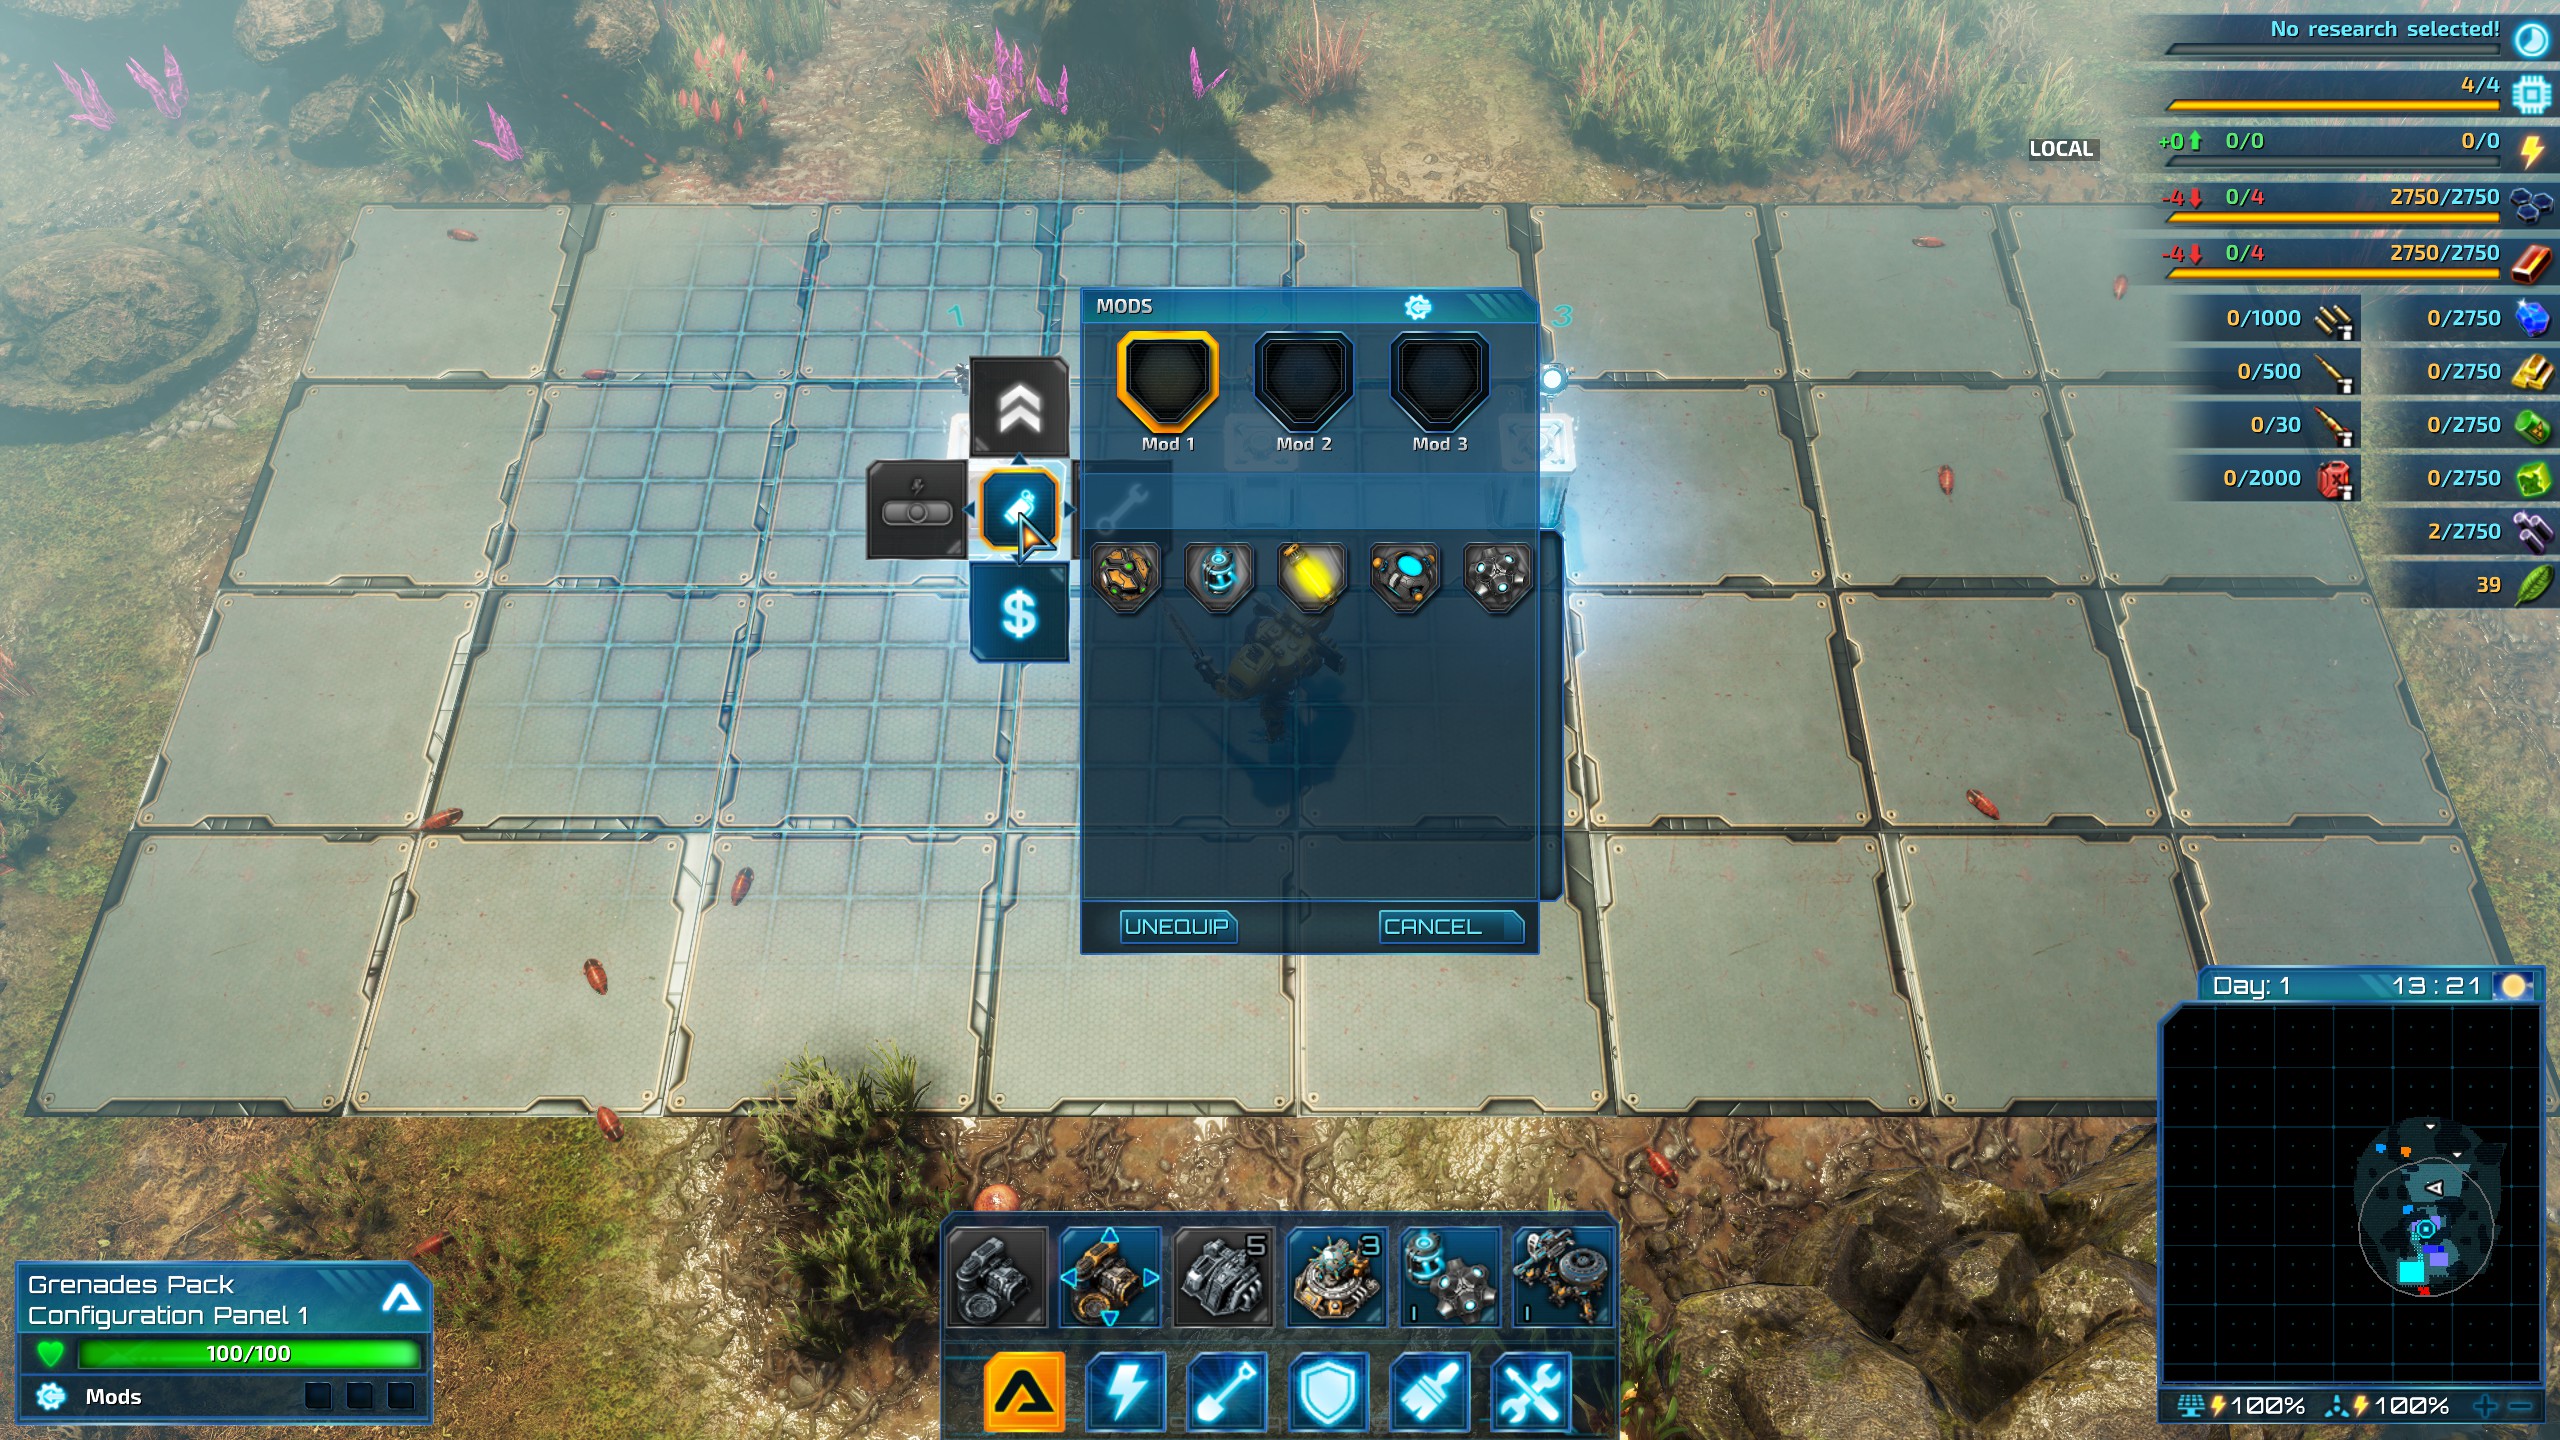 No research selected!
4/4
LOCAL
+0 0/0 0/0
-4 0/4 2750/2750
-4 0/4 2750/2750
0/1000 0/2750
0/500 0/2750
0/30 0/2750
0/2000 0/2750
2/2750
39
1
3
MODS
Mod 1 Mod 2 Mod 3
$
UNEQUIP CANCEL
Day: 1 13:21
Grenades Pack
Configuration Panel 1
100/100
Mods
5
3
I
I
100% 100%